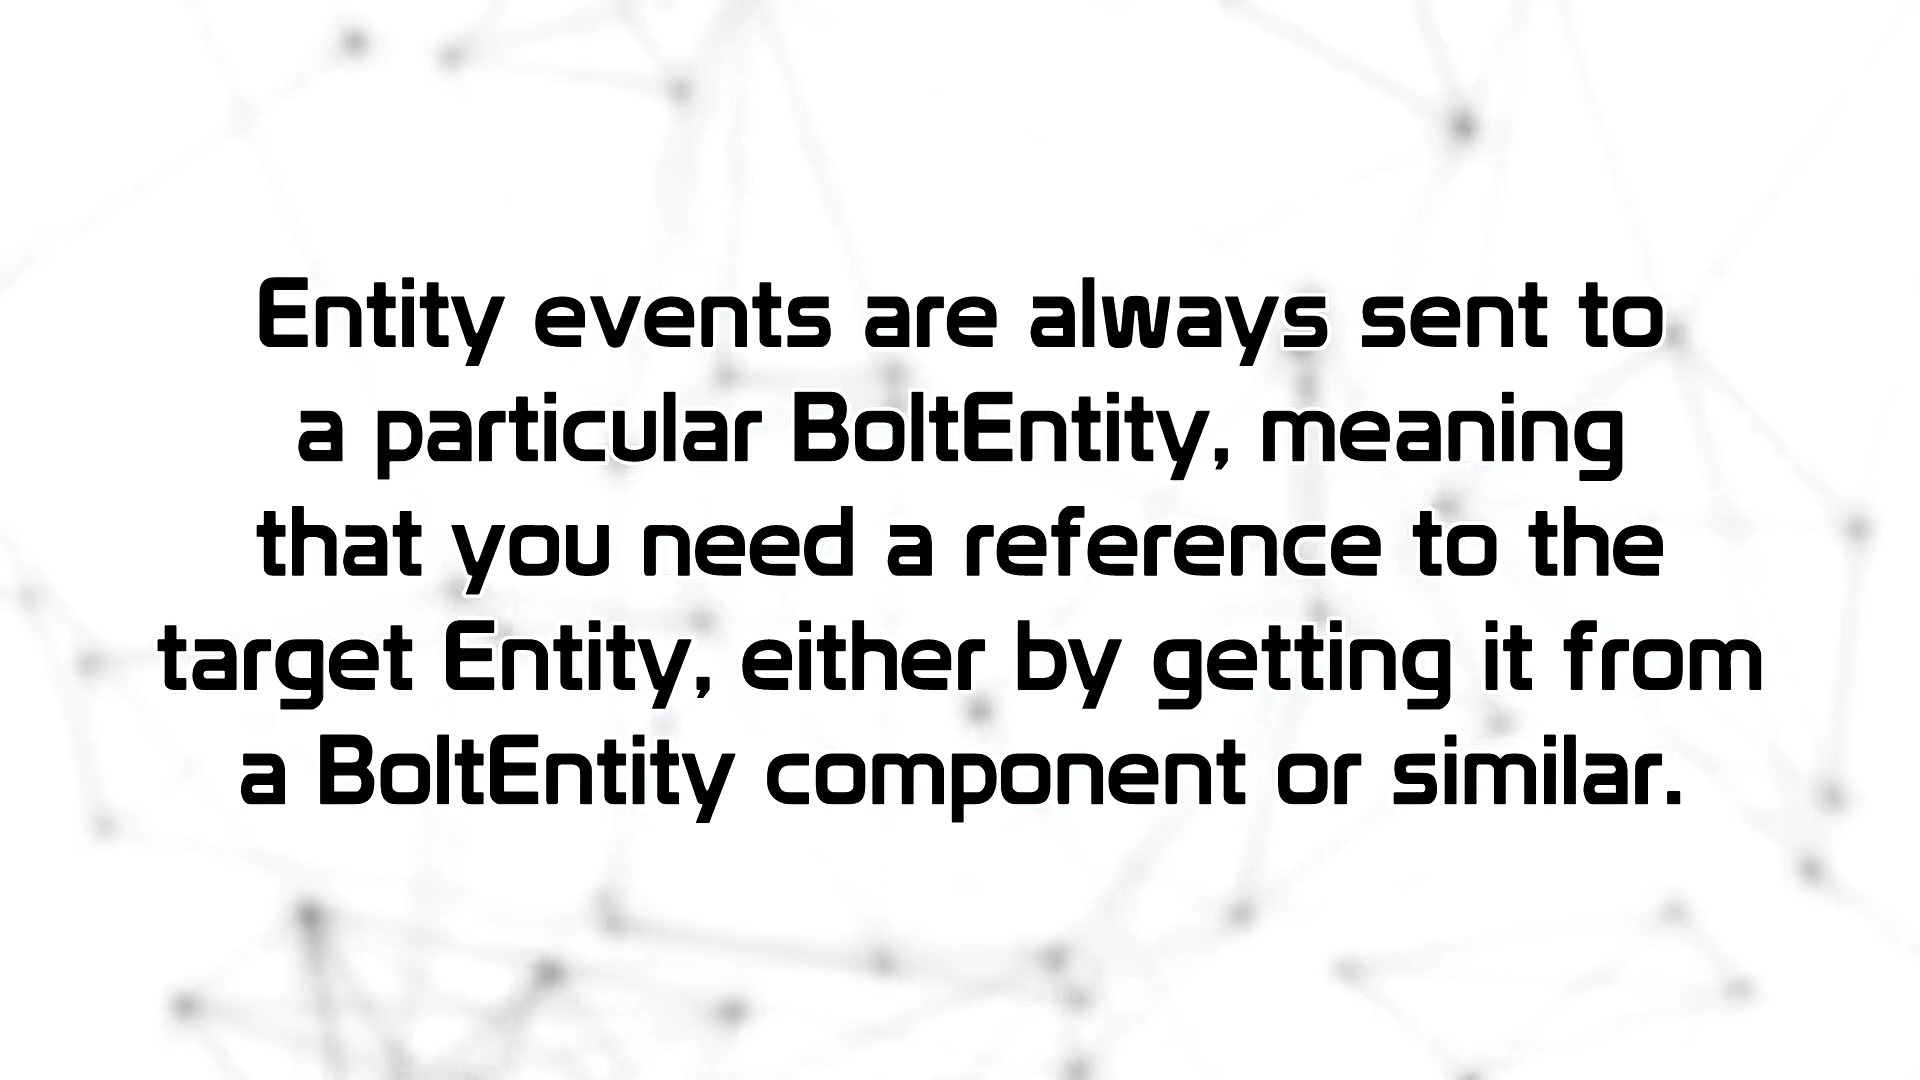 Entity events are always sent to
a particular BoltEntity, meaning
that you need a reference to the
target Entity, either by getting it from
a BoltEntity component or similar.